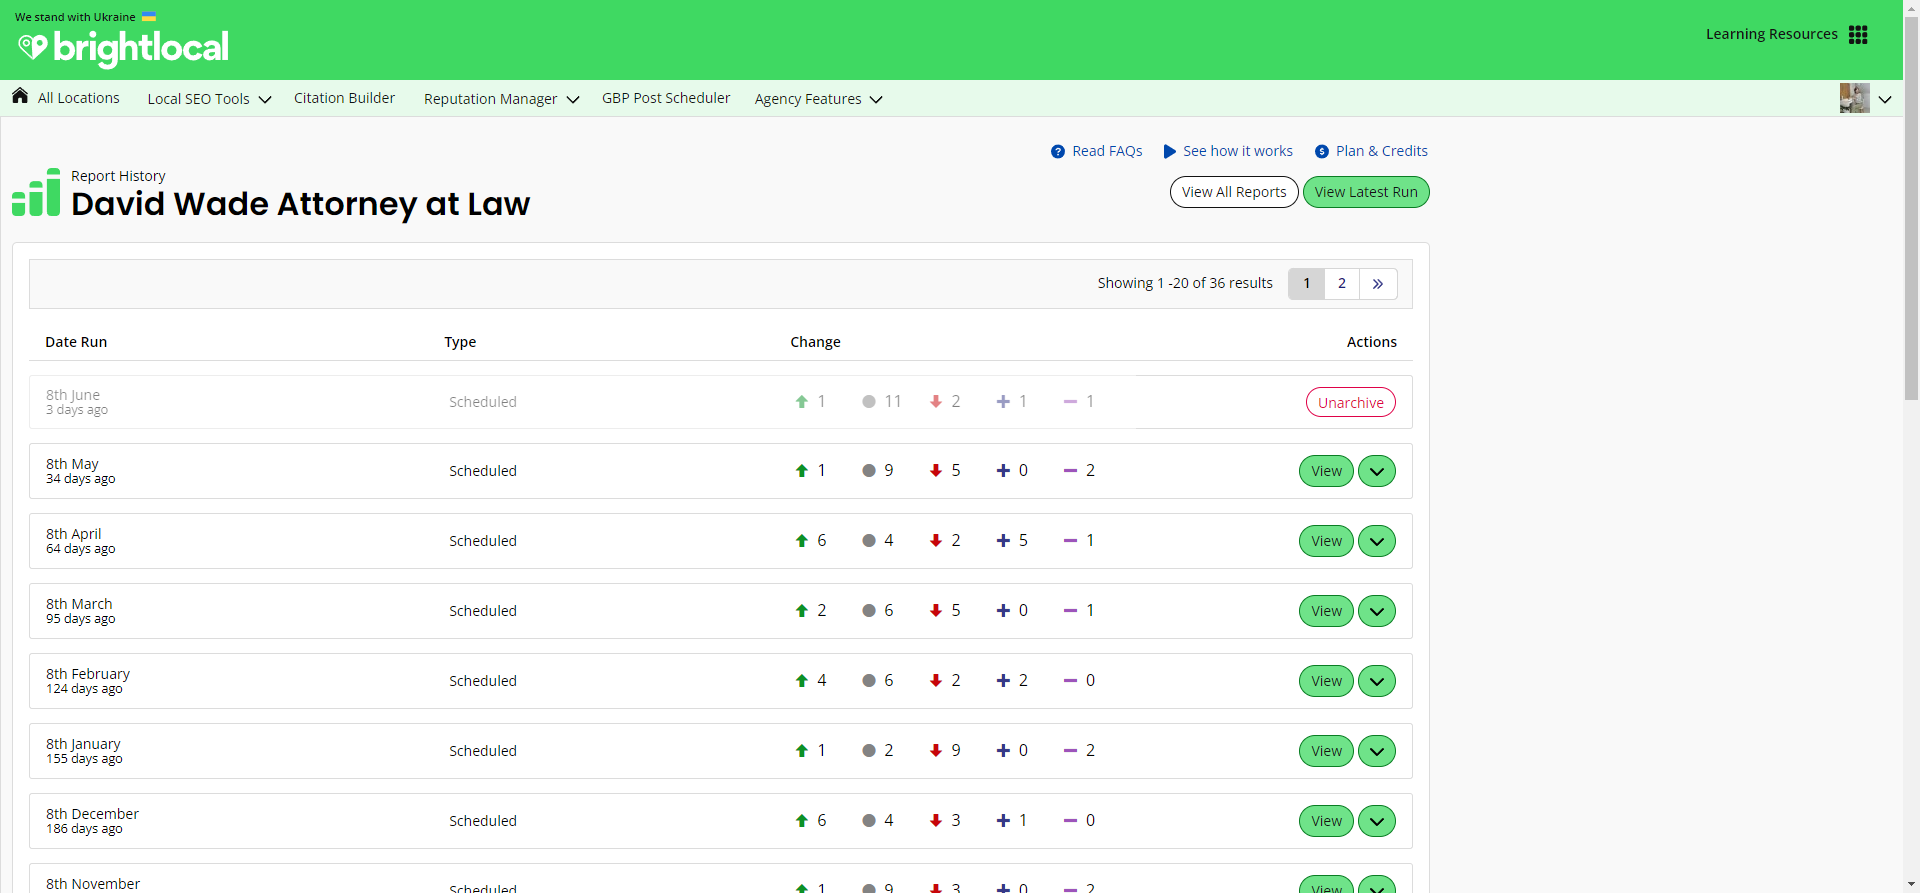 We stand with Ukraine
brightlocal
Learning Resources
All Locations Local SEO Tools Citation Builder Reputation Manager GBP Post Scheduler Agency Features
Read FAQs See how it works Plan & Credits
Report History
David Wade Attorney at Law
View All Reports View Latest Run
Showing 1 -20 of 36 results 1 2 »
Date Run Type Change Actions
8th June
3 days ago
Scheduled 1 11 2 1 1 Unarchive
8th May
34 days ago
Scheduled 1 9 5 0 2 View
8th April
64 days ago
Scheduled 6 4 2 5 1 View
8th March
95 days ago
Scheduled 2 6 5 0 1 View
8th February
124 days ago
Scheduled 4 6 2 2 0 View
8th January
155 days ago
Scheduled 1 2 9 0 2 View
8th December
186 days ago
Scheduled 6 4 3 1 0 View
8th November
Scheduled 1 9 3 0 2 View